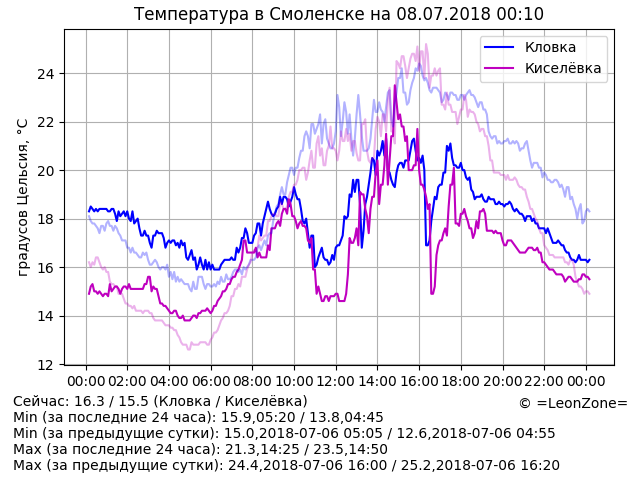 Температура в Смоленске на 08.07.2018 00:10
Кловка
Киселёвка
градусов Цельсия, °C
24
22
20
18
16
14
12
00:00 02:00 04:00 06:00 08:00 10:00 12:00 14:00 16:00 18:00 20:00 22:00 00:00
Сейчас: 16.3 / 15.5 (Кловка / Киселёвка)
© =LeonZone=
Min (за последние 24 часа): 15.9,05:20 / 13.8,04:45
Min (за предыдущие сутки): 15.0,2018-07-06 05:05 / 12.6,2018-07-06 04:55
Max (за последние 24 часа): 21.3,14:25 / 23.5,14:50
Max (за предыдущие сутки): 24.4,2018-07-06 16:00 / 25.2,2018-07-06 16:20